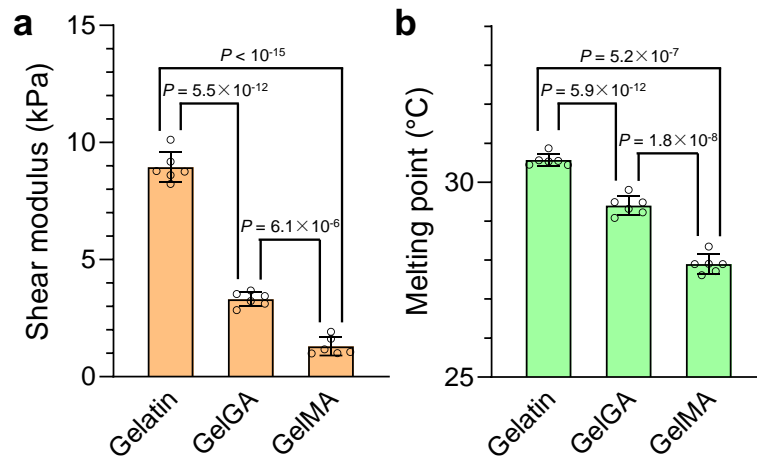 a
Shear modulus (kPa)
15
10
5
0
P < 10⁻¹⁵
P = 5.5×10⁻¹²
P = 6.1×10⁻⁶
Gelatin
GelGA
GelMA
b
Melting point (°C)
30
25
P = 5.2×10⁻⁷
P = 5.9×10⁻¹²
P = 1.8×10⁻⁸
Gelatin
GelGA
GelMA